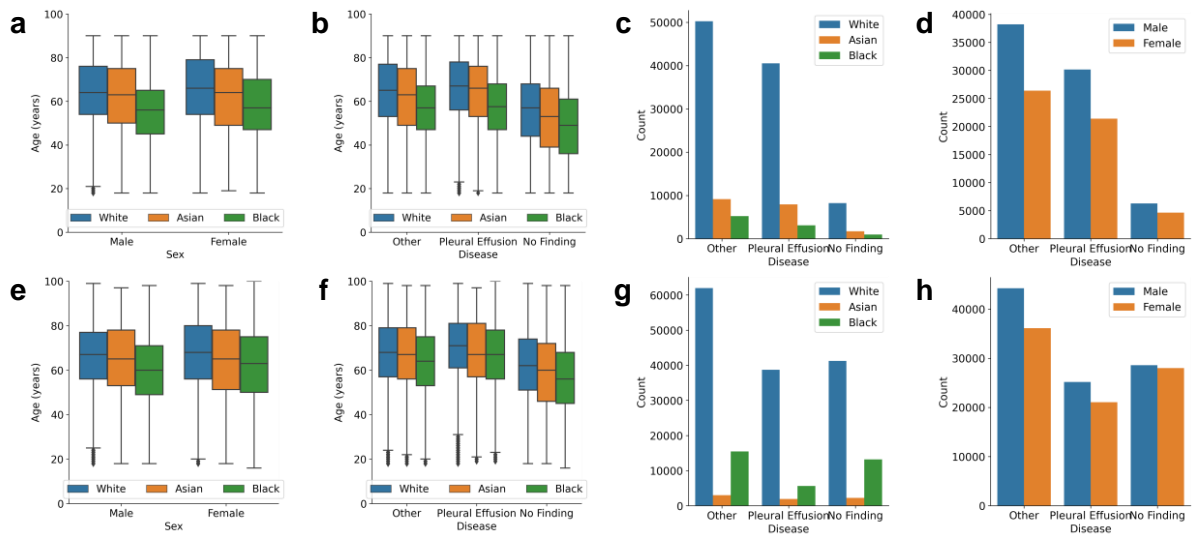 a
100
80
60
40
20
0
Age (years)
White Asian Black
Male Female
Sex
b
100
80
60
40
20
0
Age (years)
White Asian Black
Other Pleural Effusion No Finding
Disease
c
50000
40000
30000
20000
10000
0
Count
White
Asian
Black
Other Pleural Effusion No Finding
Disease
d
40000
35000
30000
25000
20000
15000
10000
5000
0
Count
Male
Female
Other Pleural Effusion No Finding
Disease
e
100
80
60
40
20
0
Age (years)
White Asian Black
Male Female
Sex
f
100
80
60
40
20
0
Age (years)
White Asian Black
Other Pleural Effusion No Finding
Disease
g
60000
50000
40000
30000
20000
10000
0
Count
White
Asian
Black
Other Pleural Effusion No Finding
Disease
h
40000
30000
20000
10000
0
Count
Male
Female
Other Pleural Effusion No Finding
Disease